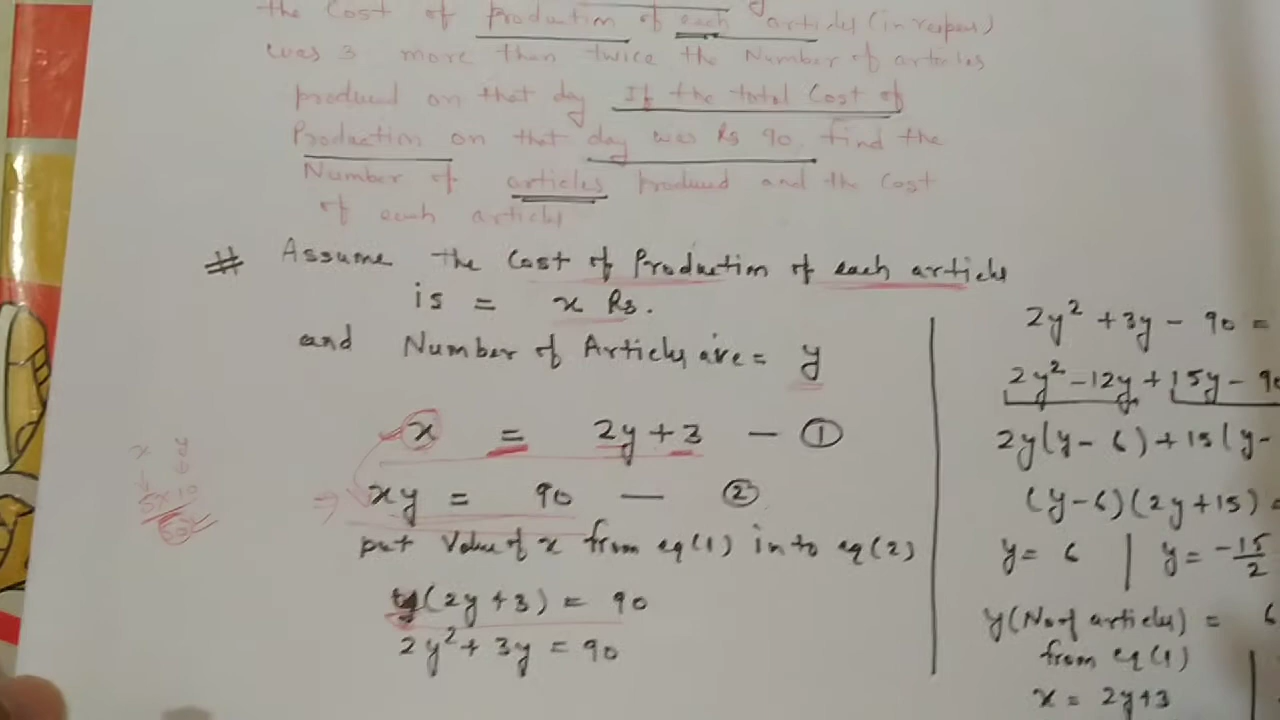 the Cost of Production of each article (in rupees)
was 3 more than twice the Number of articles
produced on that day If the total Cost of
Production on that day was Rs 90, find the
Number of articles produced and the Cost
of each article
# Assume the Cost of Production of each article
is = x Rs.
and Number of Articles are = y
x = 2y + 3 — ①
xy = 90 — ②
put Value of x from eq(1) into eq(2)
y(2y + 3) = 90
2y² + 3y = 90
x y
5x10
50
2y² + 3y - 90 =
2y² - 12y + 15y - 90
2y(y - 6) + 15(y -
(y - 6)(2y + 15) =
y = 6 | y = -15/2
y(No of articles) = 6
from eq(1)
x = 2y+3